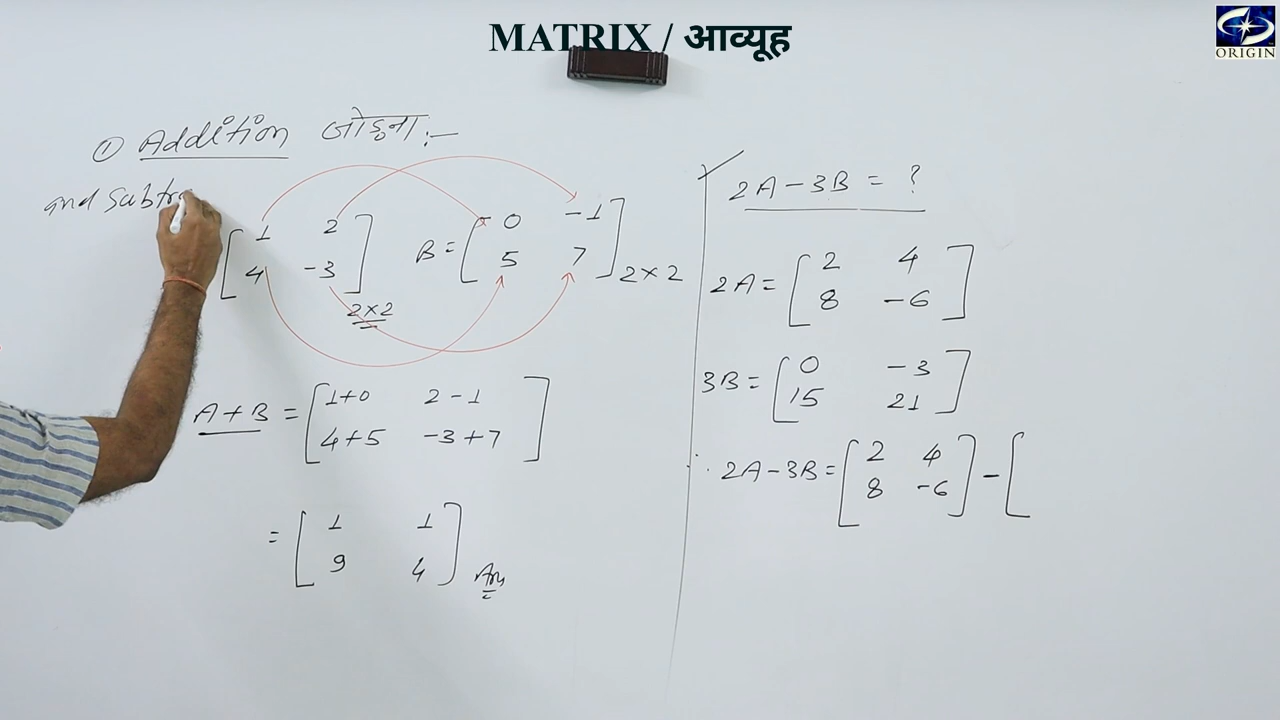 MATRIX / आव्यूह
ORIGIN
① Addition जोड़ना :-
and Subtra
[ 1 2
4 -3 ] 2×2
B = [ 0 -1
5 7 ] 2×2
A+B = [ 1+0 2-1
4+5 -3+7 ]
= [ 1 1
9 4 ] Ans
2A-3B = ?
2A = [ 2 4
8 -6 ]
3B = [ 0 -3
15 21 ]
∴ 2A-3B = [ 2 4
8 -6 ] - [